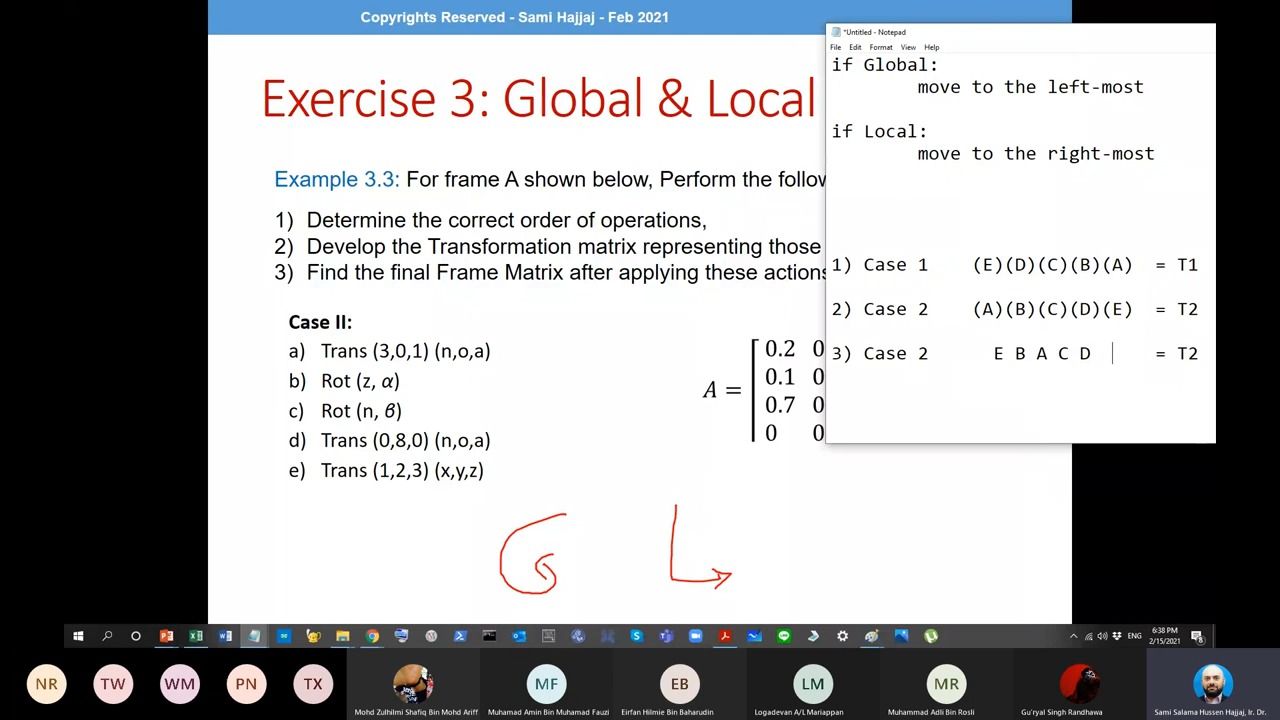 Copyrights Reserved - Sami Hajjaj - Feb 2021
Exercise 3: Global & Local
Example 3.3: For frame A shown below, Perform the follow
1) Determine the correct order of operations,
2) Develop the Transformation matrix representing those
3) Find the final Frame Matrix after applying these actions
Case II:
a) Trans (3,0,1) (n,o,a)
b) Rot (z, α)
c) Rot (n, β)
d) Trans (0,8,0) (n,o,a)
e) Trans (1,2,3) (x,y,z)
A =
0.2 0
0.1 0
0.7 0
0 0
G L
*Untitled - Notepad
File Edit Format View Help
if Global:
move to the left-most
if Local:
move to the right-most
1) Case 1 (E)(D)(C)(B)(A) = T1
2) Case 2 (A)(B)(C)(D)(E) = T2
3) Case 2 E B A C D = T2
ENG
6:38 PM
2/15/2021
NR
TW
WM
PN
TX
Mohd Zulhilmi Shafiq Bin Mohd Ariff
MF
Muhamad Amin Bin Muhamad Fauzi
EB
Eirfan Hilmie Bin Baharudin
LM
Logadevan A/L Mariappan
MR
Muhammad Adli Bin Rosli
Gu'ryal Singh Randhawa
Sami Salama Hussen Hajjaj, Ir. Dr.